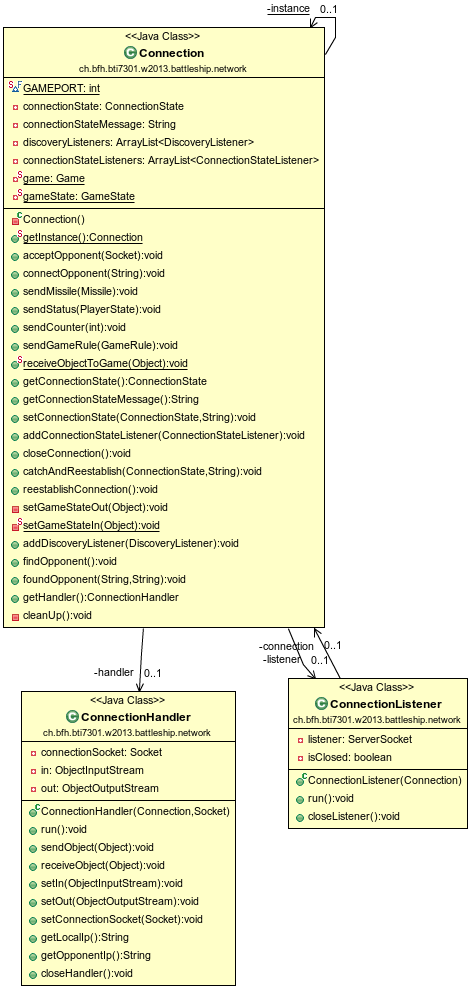 -instance 0..1
<<Java Class>>
Connection
ch.bfh.bti7301.w2013.battleship.network
GAMEPORT: int
connectionState: ConnectionState
connectionStateMessage: String
discoveryListeners: ArrayList<DiscoveryListener>
connectionStateListeners: ArrayList<ConnectionStateListener>
game: Game
gameState: GameState
Connection()
getInstance():Connection
acceptOpponent(Socket):void
connectOpponent(String):void
sendMissile(Missile):void
sendStatus(PlayerState):void
sendCounter(int):void
sendGameRule(GameRule):void
receiveObjectToGame(Object):void
getConnectionState():ConnectionState
getConnectionStateMessage():String
setConnectionState(ConnectionState,String):void
addConnectionStateListener(ConnectionStateListener):void
closeConnection():void
catchAndReestablish(ConnectionState,String):void
reestablishConnection():void
setGameStateOut(Object):void
setGameStateIn(Object):void
addDiscoveryListener(DiscoveryListener):void
findOpponent():void
foundOpponent(String,String):void
getHandler():ConnectionHandler
cleanUp():void
-connection 0..1
-listener 0..1
-handler 0..1
<<Java Class>>
ConnectionHandler
ch.bfh.bti7301.w2013.battleship.network
connectionSocket: Socket
in: ObjectInputStream
out: ObjectOutputStream
ConnectionHandler(Connection,Socket)
run():void
sendObject(Object):void
receiveObject(Object):void
setIn(ObjectInputStream):void
setOut(ObjectOutputStream):void
setConnectionSocket(Socket):void
getLocalIp():String
getOpponentIp():String
closeHandler():void
<<Java Class>>
ConnectionListener
ch.bfh.bti7301.w2013.battleship.network
listener: ServerSocket
isClosed: boolean
ConnectionListener(Connection)
run():void
closeListener():void